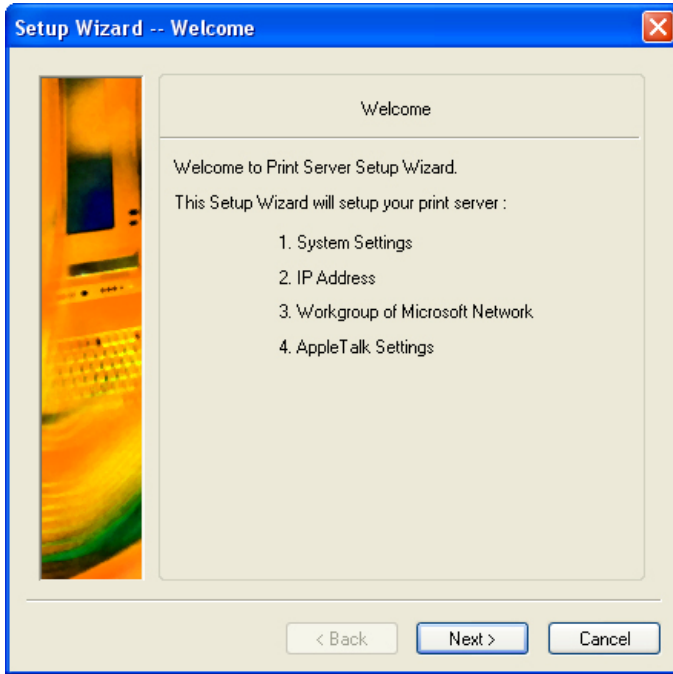 Setup Wizard -- Welcome
Welcome
Welcome to Print Server Setup Wizard.
This Setup Wizard will setup your print server :
1. System Settings
2. IP Address
3. Workgroup of Microsoft Network
4. AppleTalk Settings
< Back
Next >
Cancel